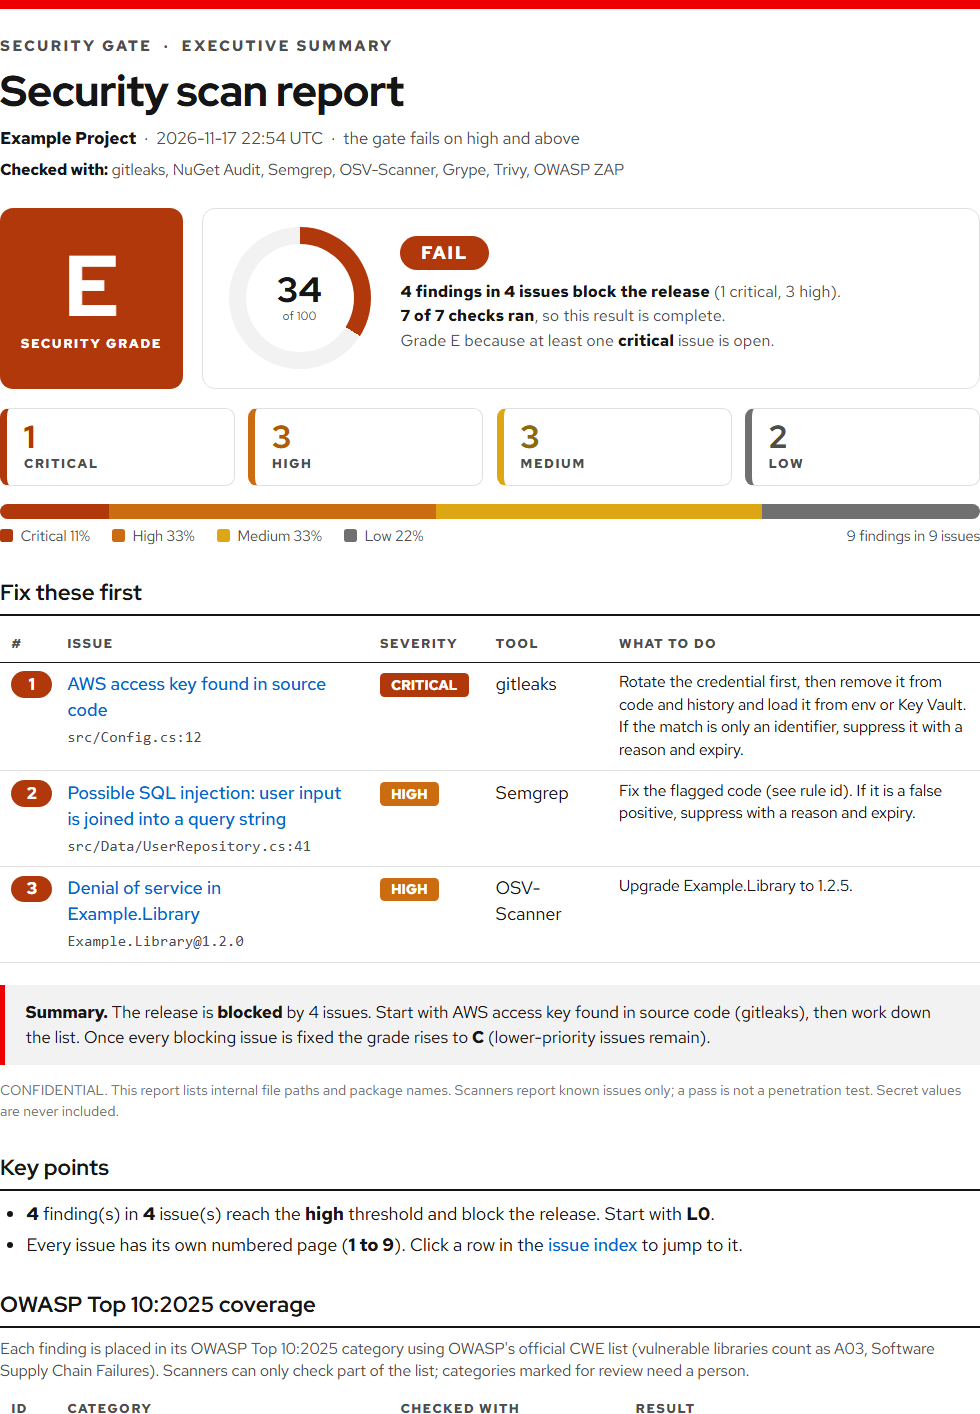 SECURITY GATE · EXECUTIVE SUMMARY
Security scan report
Example Project · 2026-11-17 22:54 UTC · the gate fails on high and above
Checked with: gitleaks, NuGet Audit, Semgrep, OSV-Scanner, Grype, Trivy, OWASP ZAP
E
SECURITY GRADE
34
of 100
FAIL
4 findings in 4 issues block the release (1 critical, 3 high).
7 of 7 checks ran, so this result is complete.
Grade E because at least one critical issue is open.
1
CRITICAL
3
HIGH
3
MEDIUM
2
LOW
Critical 11% High 33% Medium 33% Low 22% 9 findings in 9 issues
Fix these first
# ISSUE SEVERITY TOOL WHAT TO DO
1 AWS access key found in source CRITICAL gitleaks Rotate the credential first, then remove it from
code code and history and load it from env or Key Vault.
src/Config.cs:12 If the match is only an identifier, suppress it with a
reason and expiry.
2 Possible SQL injection: user input HIGH Semgrep Fix the flagged code (see rule id). If it is a false
is joined into a query string positive, suppress with a reason and expiry.
src/Data/UserRepository.cs:41
3 Denial of service in HIGH OSV- Upgrade Example.Library to 1.2.5.
Example.Library Scanner
Example.Library@1.2.0
Summary. The release is blocked by 4 issues. Start with AWS access key found in source code (gitleaks), then work down
the list. Once every blocking issue is fixed the grade rises to C (lower-priority issues remain).
CONFIDENTIAL. This report lists internal file paths and package names. Scanners report known issues only; a pass is not a penetration test. Secret values
are never included.
Key points
• 4 finding(s) in 4 issue(s) reach the high threshold and block the release. Start with L0.
• Every issue has its own numbered page (1 to 9). Click a row in the issue index to jump to it.
OWASP Top 10:2025 coverage
Each finding is placed in its OWASP Top 10:2025 category using OWASP's official CWE list (vulnerable libraries count as A03, Software
Supply Chain Failures). Scanners can only check part of the list; categories marked for review need a person.
ID CATEGORY CHECKED WITH RESULT